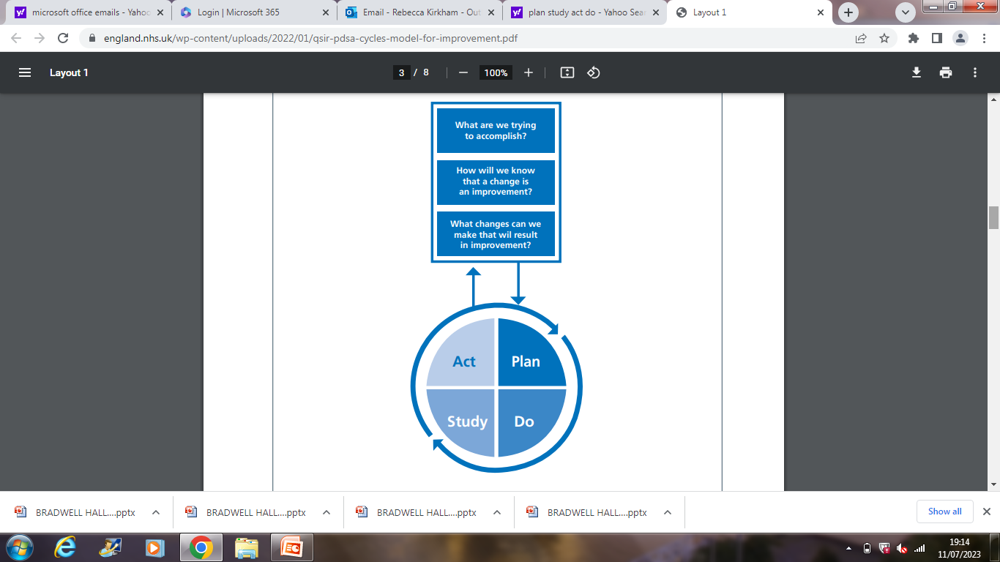 microsoft office emails - Yahoo
Login | Microsoft 365
Email - Rebecca Kirkham - Out
plan study act do - Yahoo Sear
Layout 1
england.nhs.uk/wp-content/uploads/2022/01/qsir-pdsa-cycles-model-for-improvement.pdf
Layout 1
3 / 8
100%
What are we trying
to accomplish?
How will we know
that a change is
an improvement?
What changes can we
make that wil result
in improvement?
Act
Plan
Study
Do
BRADWELL HALL....pptx
BRADWELL HALL....pptx
BRADWELL HALL....pptx
BRADWELL HALL....pptx
Show all
19:14
11/07/2023